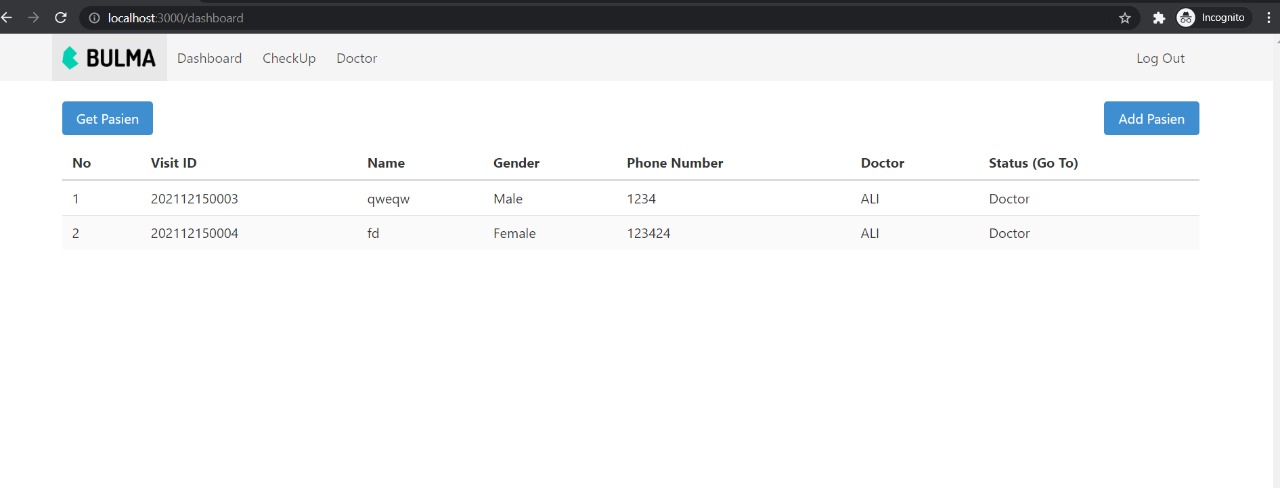 localhost:3000/dashboard Incognito
BULMA Dashboard CheckUp Doctor Log Out
Get Pasien Add Pasien
No Visit ID Name Gender Phone Number Doctor Status (Go To)
1 202112150003 qweqw Male 1234 ALI Doctor
2 202112150004 fd Female 123424 ALI Doctor